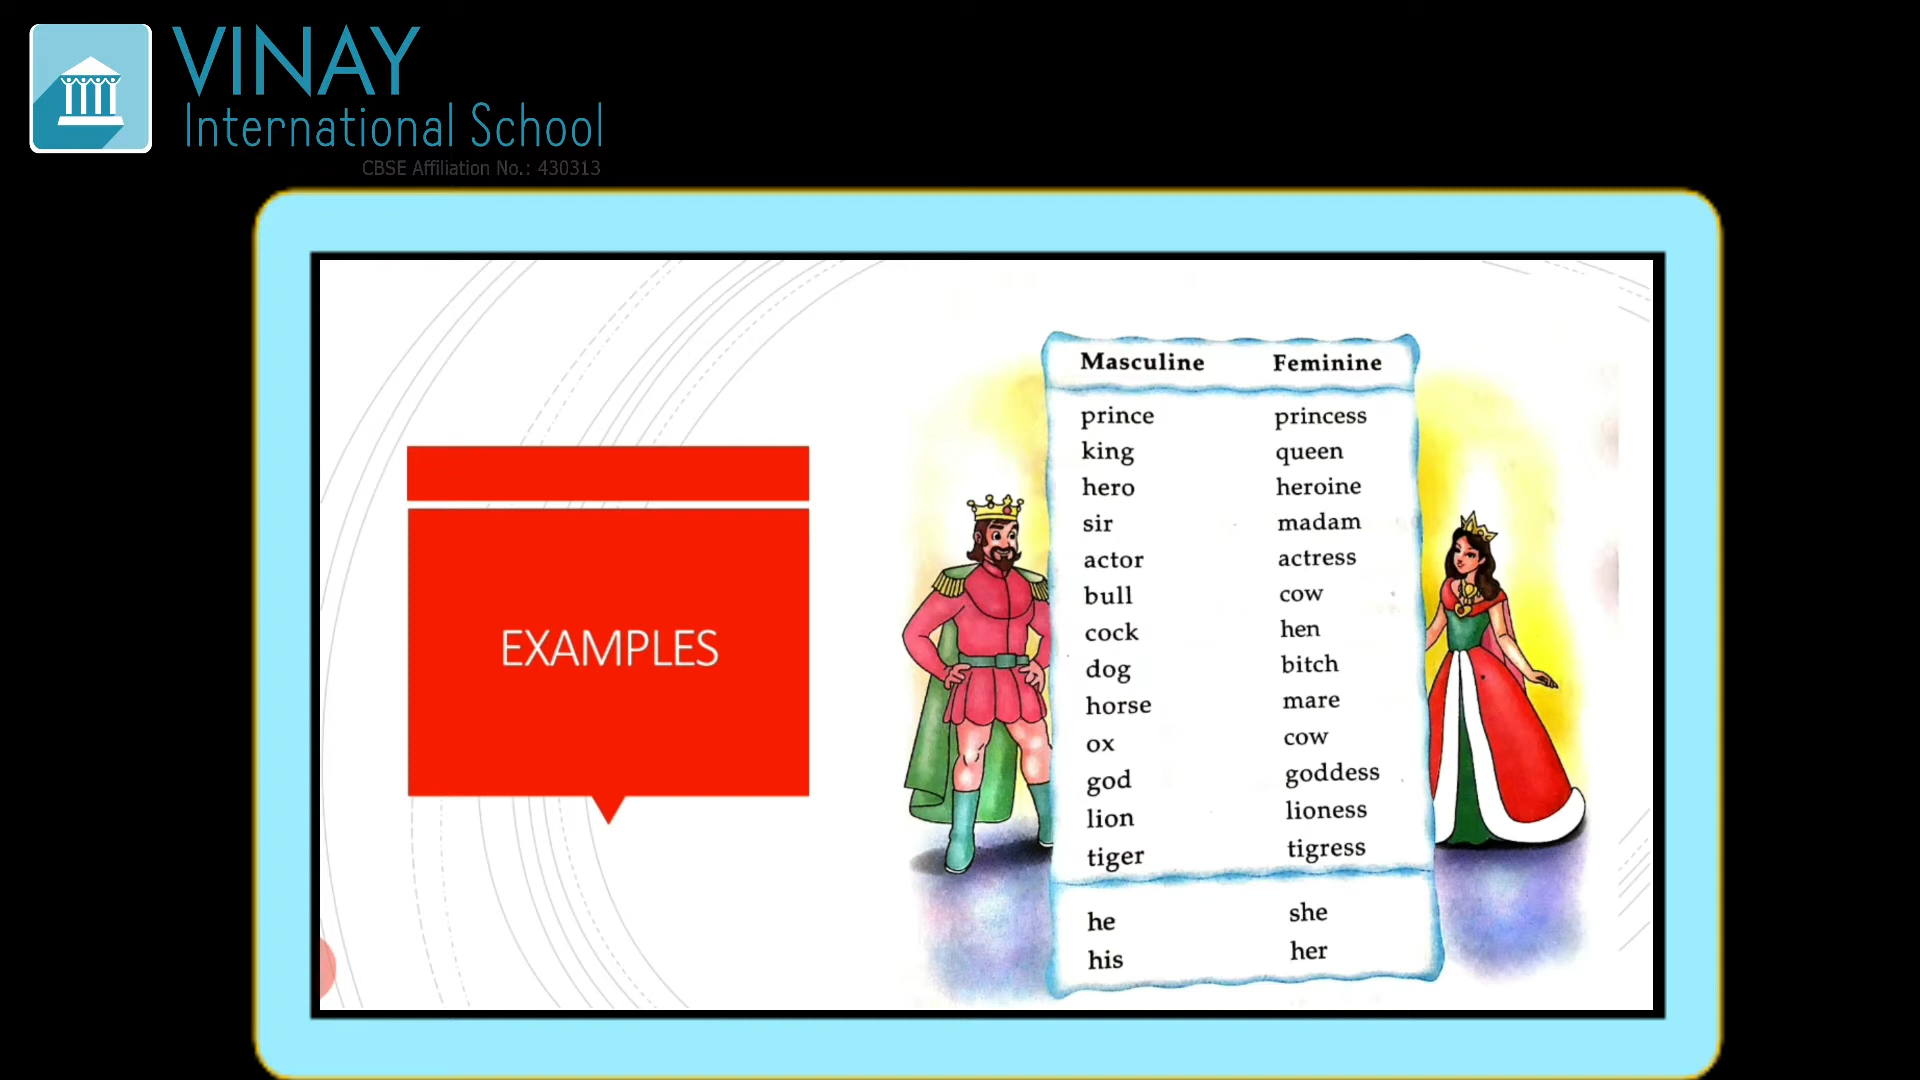 VINAY
International School
CBSE Affiliation No.: 430313
EXAMPLES
Masculine Feminine
prince princess
king queen
hero heroine
sir madam
actor actress
bull cow
cock hen
dog bitch
horse mare
ox cow
god goddess
lion lioness
tiger tigress
he she
his her